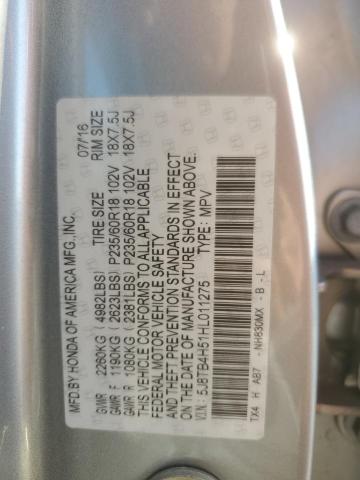 MFD.BY HONDA OF AMERICA MFG.,INC. 07/16
TIRE SIZE RIM SIZE
GVWR 2260KG (4982LBS)
GAWR F 1190KG (2623LBS) P235/60R18 102V 18X7.5J
GAWR R 1080KG (2381LBS) P235/60R18 102V 18X7.5J
THIS VEHICLE CONFORMS TO ALL APPLICABLE
FEDERAL MOTOR VEHICLE SAFETY
AND THEFT PREVENTION STANDARDS IN EFFECT
ON THE DATE OF MANUFACTURE SHOWN ABOVE.
V.I.N.: 5J8TB4H51HL011275 TYPE: MPV
TX4 H AB7 - NH830MX - B - L